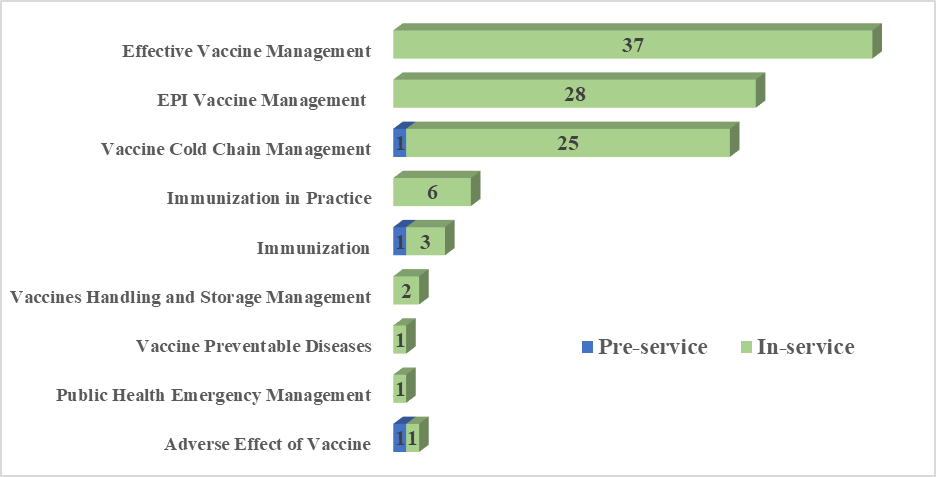 Effective Vaccine Management 37
EPI Vaccine Management 28
Vaccine Cold Chain Management 1 25
Immunization in Practice 6
Immunization 1 3
Vaccines Handling and Storage Management 2
Vaccine Preventable Diseases 1
Pre-service In-service
Public Health Emergency Management 1
Adverse Effect of Vaccine 1 1